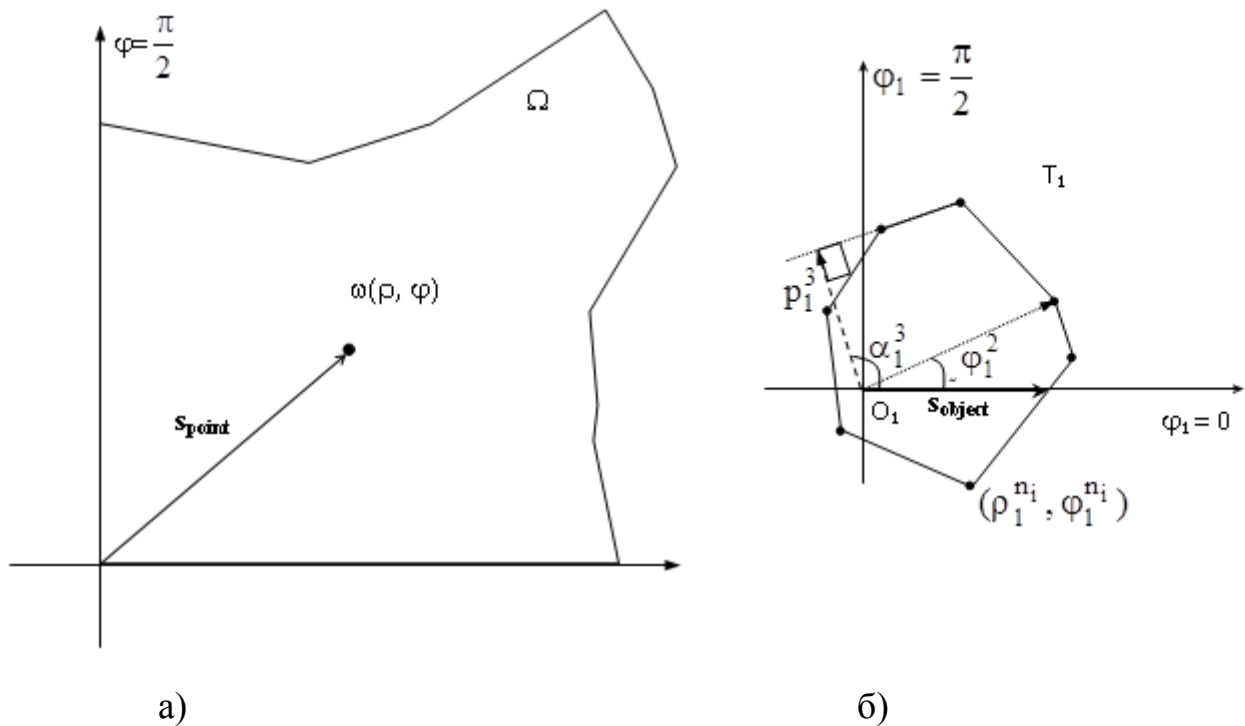 φ=π/2
Ω
ω(ρ, φ)
s_point
а)
φ₁ = π/2
T₁
p₁³
α₁³
φ₁²
O₁
s_object
φ₁ = 0
(ρ₁^{n_i}, φ₁^{n_i})
б)